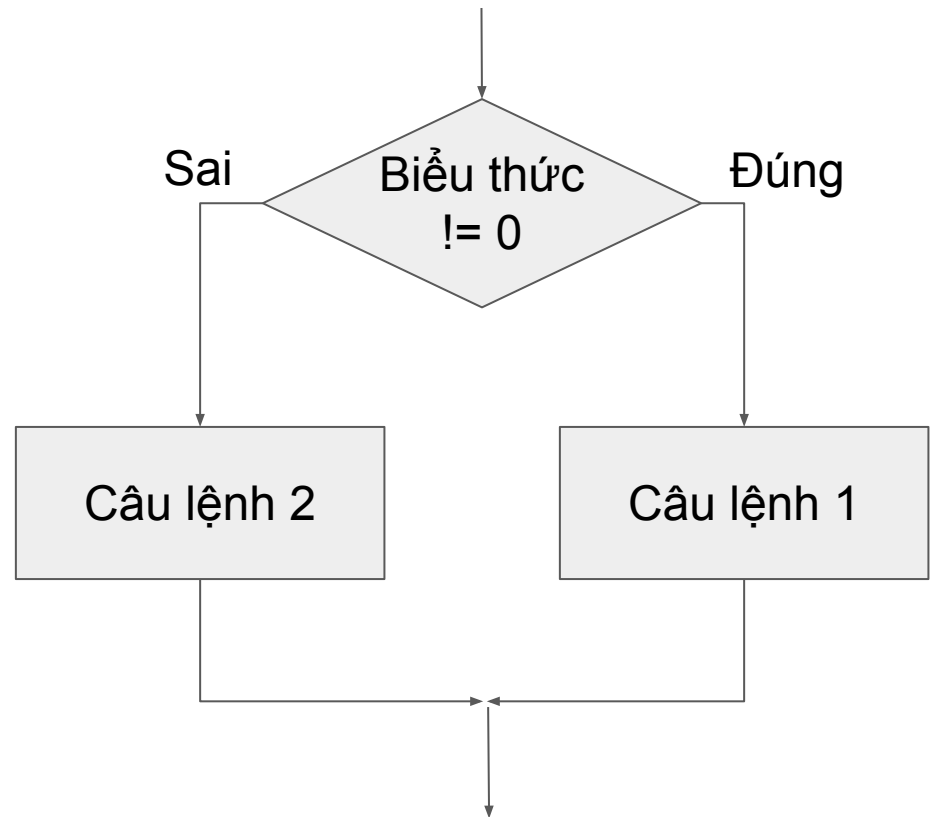 Sai
Biểu thức
!= 0
Đúng
Câu lệnh 2
Câu lệnh 1